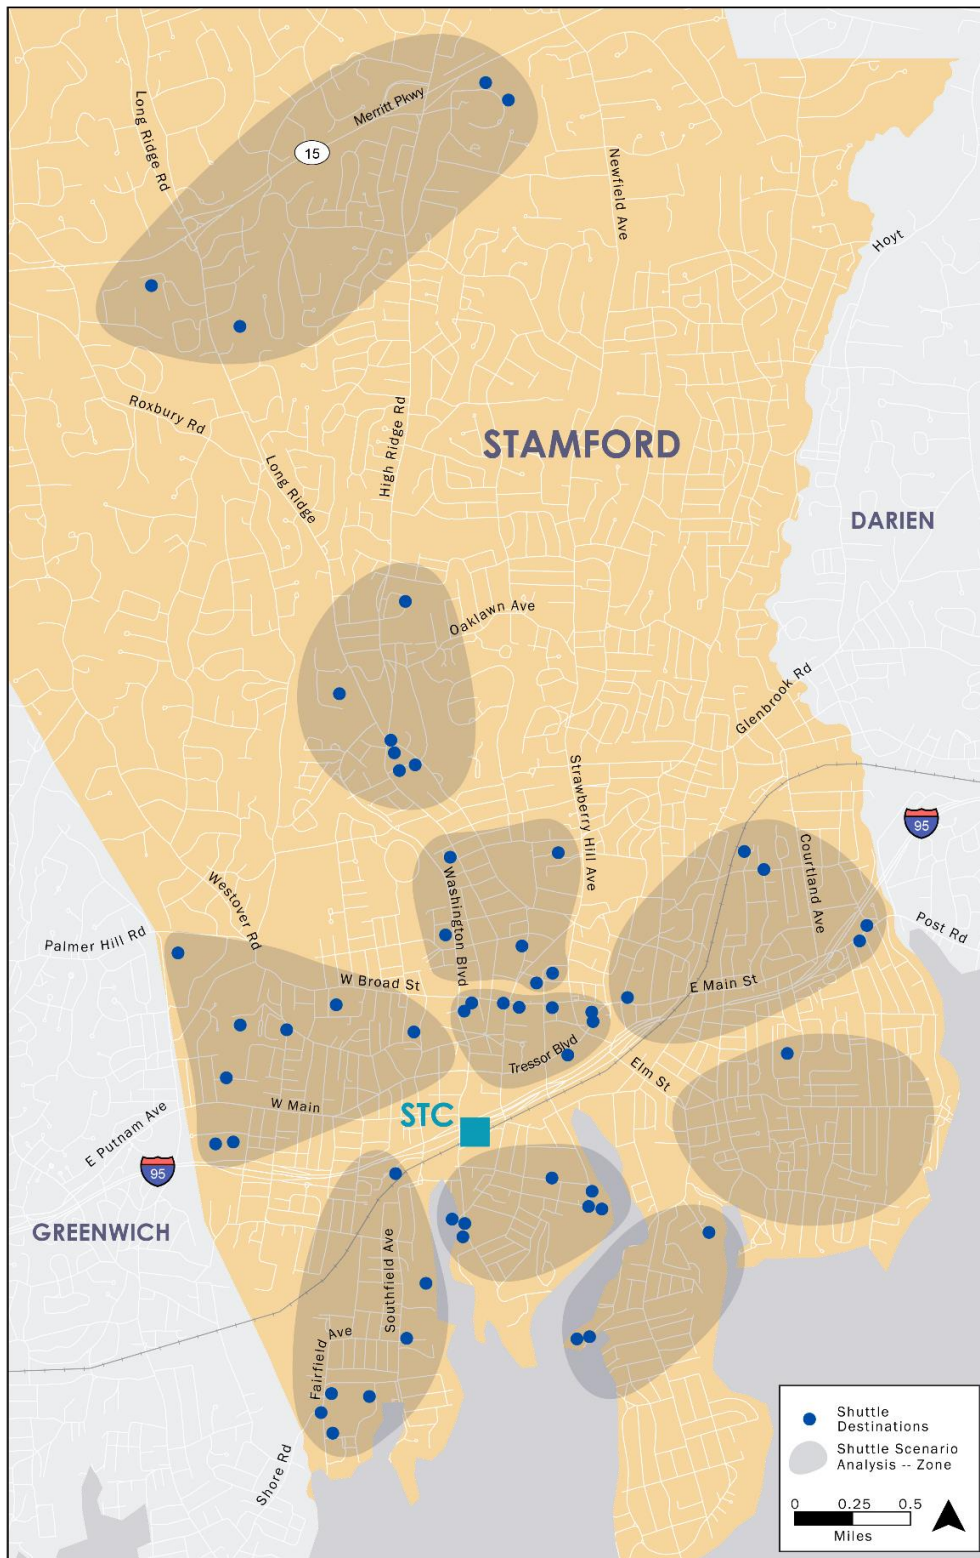 Merritt Pkwy
Long Ridge Rd
15
Newfield Ave
Hoyt
Roxbury Rd
High Ridge Rd
STAMFORD
Long Ridge
DARIEN
Oaklawn Ave
Glenbrook Rd
Strawberry Hill Ave
95
Courtland Ave
Westover Rd
Washington Blvd
Palmer Hill Rd
Post Rd
W Broad St
E Main St
Tressor Blvd
Elm St
W Main
STC
E Putnam Ave
95
GREENWICH
Southfield Ave
Fairfield Ave
Shore Rd
Shuttle
Destinations
Shuttle Scenario
Analysis -- Zone
0 0.25 0.5
Miles